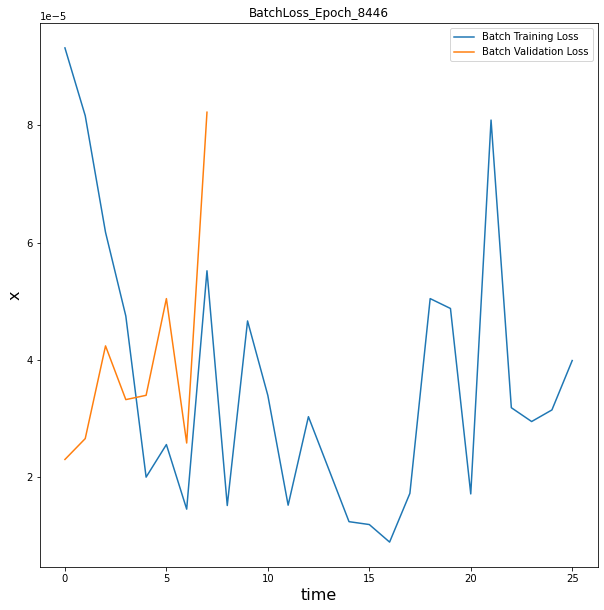 BatchLoss_Epoch_8446
1e−5
Batch Training Loss
Batch Validation Loss
8
6
4
2
x
0 5 10 15 20 25
time